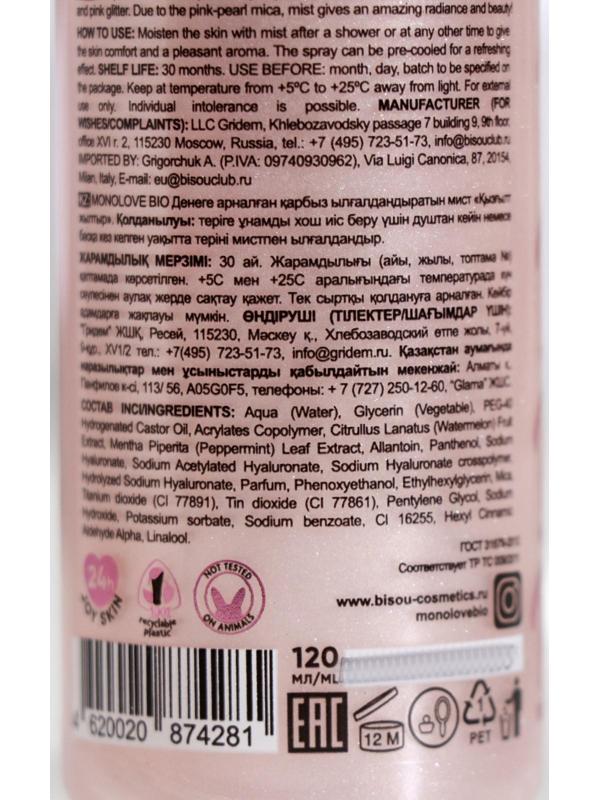 and pink glitter. Due to the pink-pearl mica, mist gives an amazing radiance and beauty!
HOW TO USE: Moisten the skin with mist after a shower or at any other time to give
the skin comfort and a pleasant aroma. The spray can be pre-cooled for a refreshing
effect. SHELF LIFE: 30 months. USE BEFORE: month, day, batch to be specified on
the package. Keep at temperature from +5ºC to +25ºC away from light. For external
use only. Individual intolerance is possible. MANUFACTURER (FOR
WISHES/COMPLAINTS): LLC Gridem, Khlebozavodsky passage 7 building 9, 9th floor,
office XVI r. 2, 115230 Moscow, Russia, tel.: +7 (495) 723-51-73, info@bisouclub.ru
IMPORTED BY: Grigorchuk A. (P.IVA: 09740930962), Via Luigi Canonica, 87, 20154,
Milan, Italy, E-mail: eu@bisouclub.ru
KZ MONOLOVE BIO Денеге арналған қарбыз ылғалдандыратын мист «Қызғылт
жылтыр». Қолданылуы: теріге ұнамды хош иіс беру үшін душтан кейін немесе
басқа кез келген уақытта теріні мистпен ылғалдандыр.
ЖАРАМДЫЛЫҚ МЕРЗІМІ: 30 ай. Жарамдылығы (айы, жылы, топтама №)
қаптамада көрсетілген. +5С мен +25С аралығындағы температурада күн
сәулесінен аулақ жерде сақтау қажет. Тек сыртқы қолдануға арналған. Кейбір
адамдарға жақпауы мүмкін. ӨНДІРУШІ (ТІЛЕКТЕР/ШАҒЫМДАР ҮШІН):
"Гридем" ЖШҚ, Ресей, 115230, Мәскеу қ., Хлебозаводский өтпе жолы, 7-үй,
9-құр., XV1/2 тел.: +7(495) 723-51-73, info@gridem.ru. Қазақстан аумағында
наразылықтар мен ұсыныстарды қабылдайтын мекенжай: Алматы қ.,
Панфилов к-сі, 113/ 56, A05G0F5, телефоны: + 7 (727) 250-12-60, "Glama" ЖШС.
СОСТАВ INCI/INGREDIENTS: Aqua (Water), Glycerin (Vegetable), PEG-40
Hydrogenated Castor Oil, Acrylates Copolymer, Citrullus Lanatus (Watermelon) Fruit
Extract, Mentha Piperita (Peppermint) Leaf Extract, Allantoin, Panthenol, Sodium
Hyaluronate, Sodium Acetylated Hyaluronate, Sodium Hyaluronate crosspolymer,
Hydrolyzed Sodium Hyaluronate, Parfum, Phenoxyethanol, Ethylhexylglycerin, Mica,
Titanium dioxide (CI 77891), Tin dioxide (CI 77861), Pentylene Glycol, Sodium
Hydroxide, Potassium sorbate, Sodium benzoate, CI 16255, Hexyl Cinnamic
Aldehyde Alpha, Linalool.
ГОСТ
Соответствует ТР ТС
24h
JOY SKIN
1
recyclable
plastic
NOT TESTED
ON ANIMALS
www.bisou-cosmetics.ru
monolovebio
120
МЛ/ML
4 620020 874281
EAC
12 M
1
PET